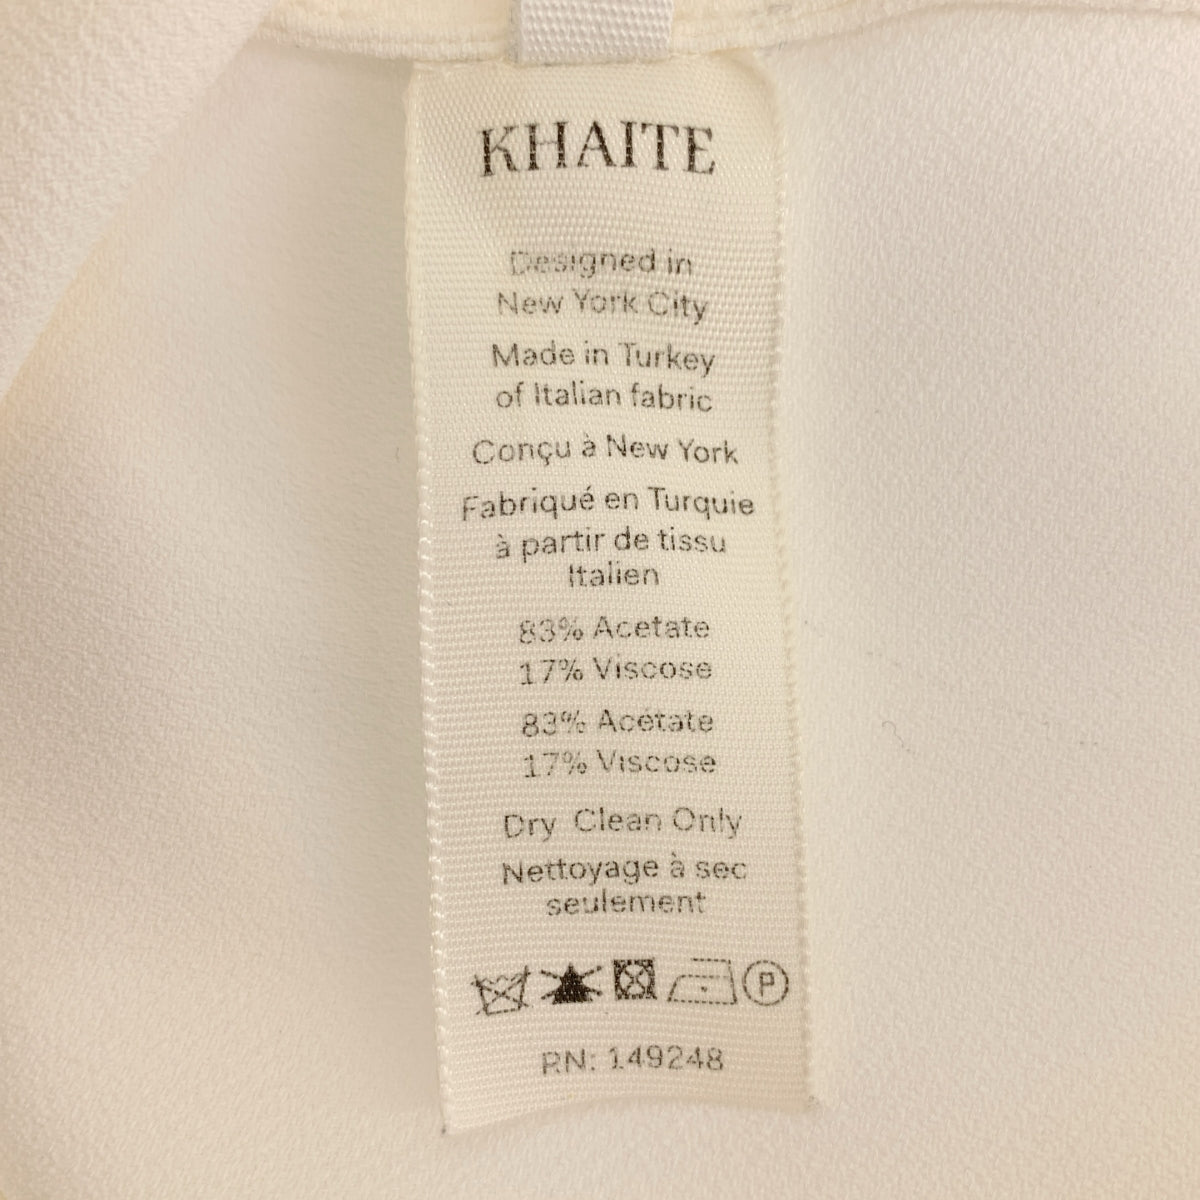 KHAITE
Designed in
New York City
Made in Turkey
of Italian fabric
Conçu à New York
Fabriqué en Turquie
à partir de tissu
Italien
83% Acetate
17% Viscose
83% Acétate
17% Viscose
Dry Clean Only
Nettoyage à sec
seulement
P
RN: 149248